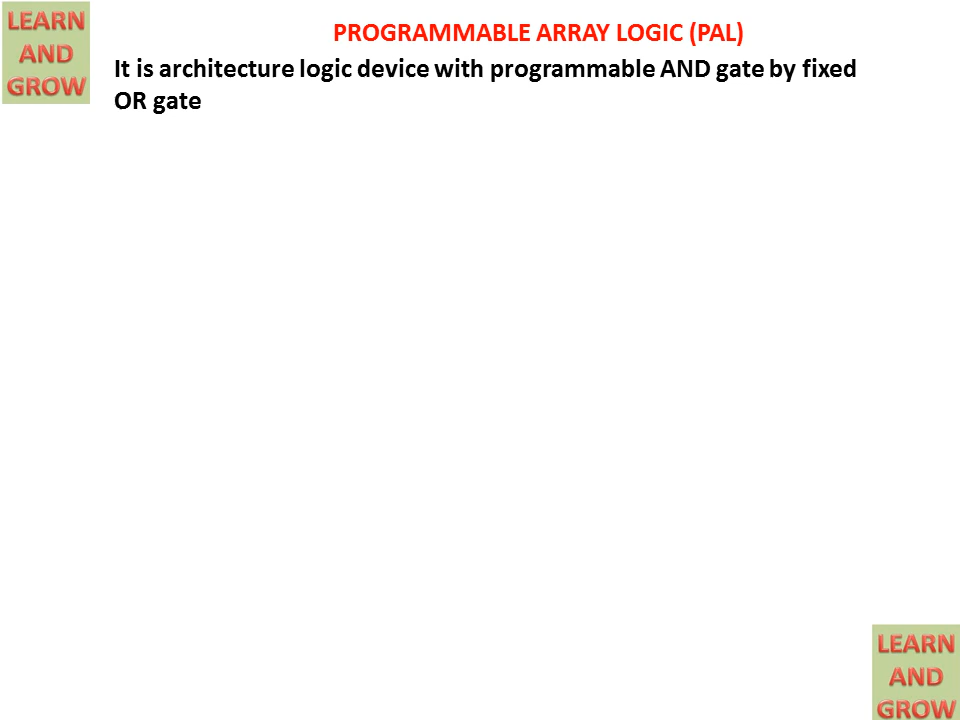 LEARN
AND
GROW
PROGRAMMABLE ARRAY LOGIC (PAL)
It is architecture logic device with programmable AND gate by fixed
OR gate
LEARN
AND
GROW